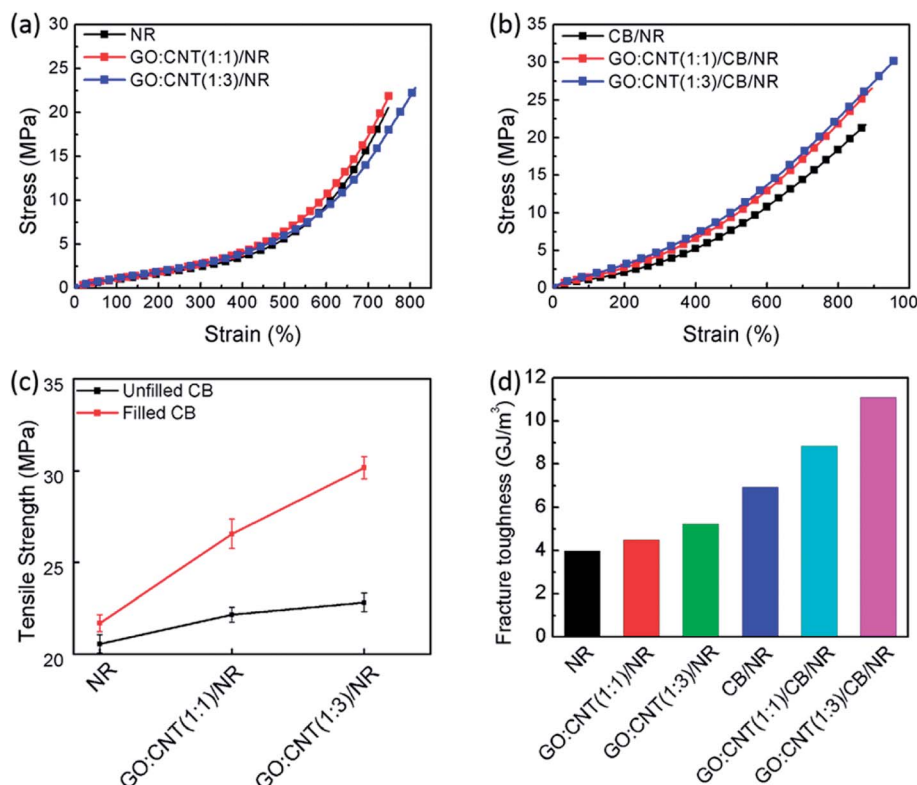 (a)
NR
GO:CNT(1:1)/NR
GO:CNT(1:3)/NR
30
25
20
15
10
5
0
Stress (MPa)
0 100 200 300 400 500 600 700 800
Strain (%)
(b)
CB/NR
GO:CNT(1:1)/CB/NR
GO:CNT(1:3)/CB/NR
35
30
25
20
15
10
5
0
Stress (MPa)
0 200 400 600 800 100
Strain (%)
(c)
Unfilled CB
Filled CB
35
30
25
20
Tensile Strength (MPa)
NR
GO:CNT(1:1)/NR
GO:CNT(1:3)/NR
(d)
12
10
8
6
4
2
0
Fracture toughness (GJ/m³)
NR
GO:CNT(1:1)/NR
GO:CNT(1:3)/NR
CB/NR
GO:CNT(1:1)/CB/NR
GO:CNT(1:3)/CB/NR